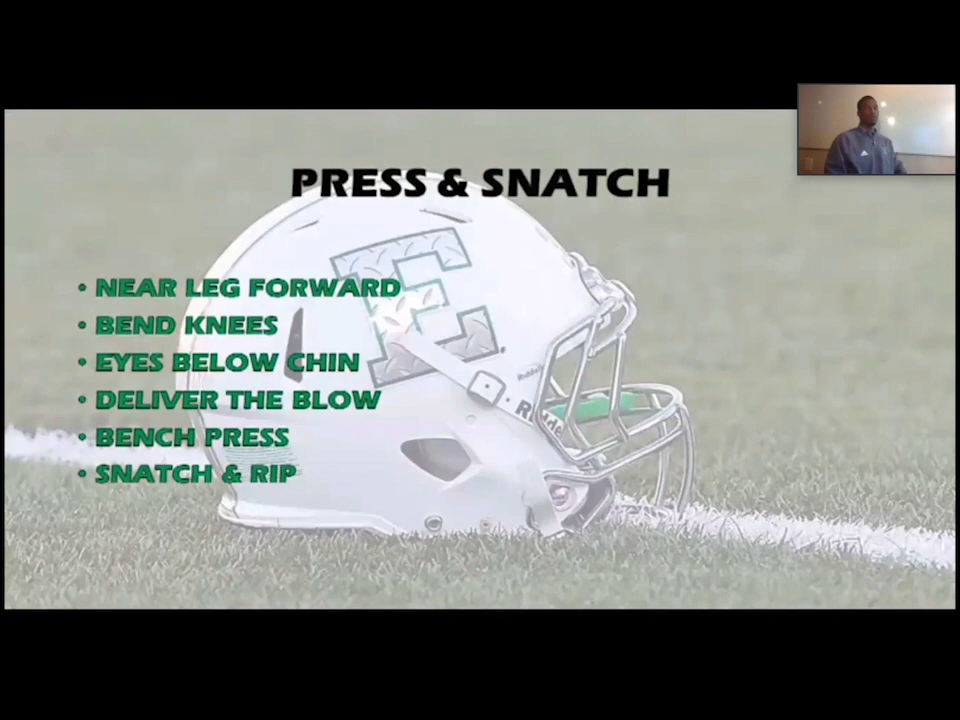 PRESS & SNATCH
• NEAR LEG FORWARD
• BEND KNEES
• EYES BELOW CHIN
• DELIVER THE BLOW
• BENCH PRESS
• SNATCH & RIP
E